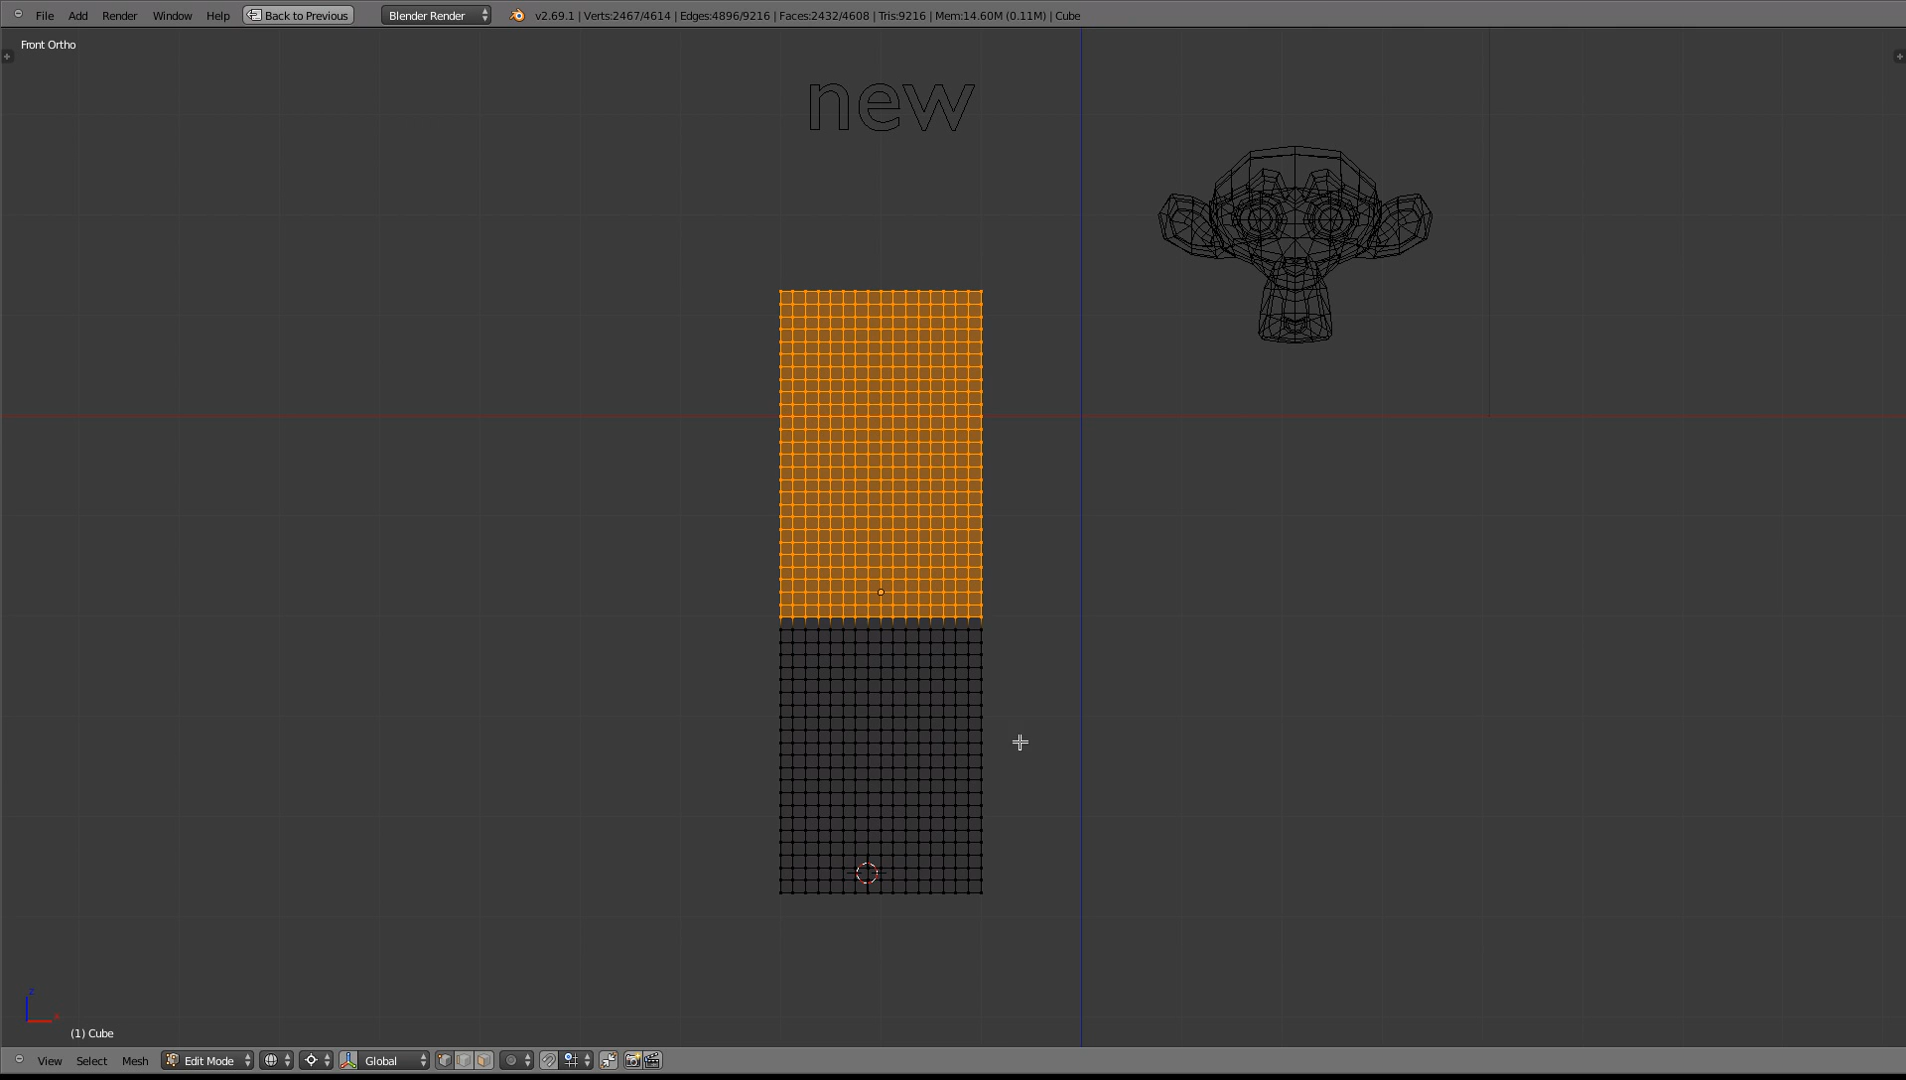 File Add Render Window Help Back to Previous Blender Render v2.69.1 | Verts:2467/4614 | Edges:4896/9216 | Faces:2432/4608 | Tris:9216 | Mem:14.60M (0.11M) | Cube
Front Ortho
new
z
x
(1) Cube
View Select Mesh Edit Mode Global